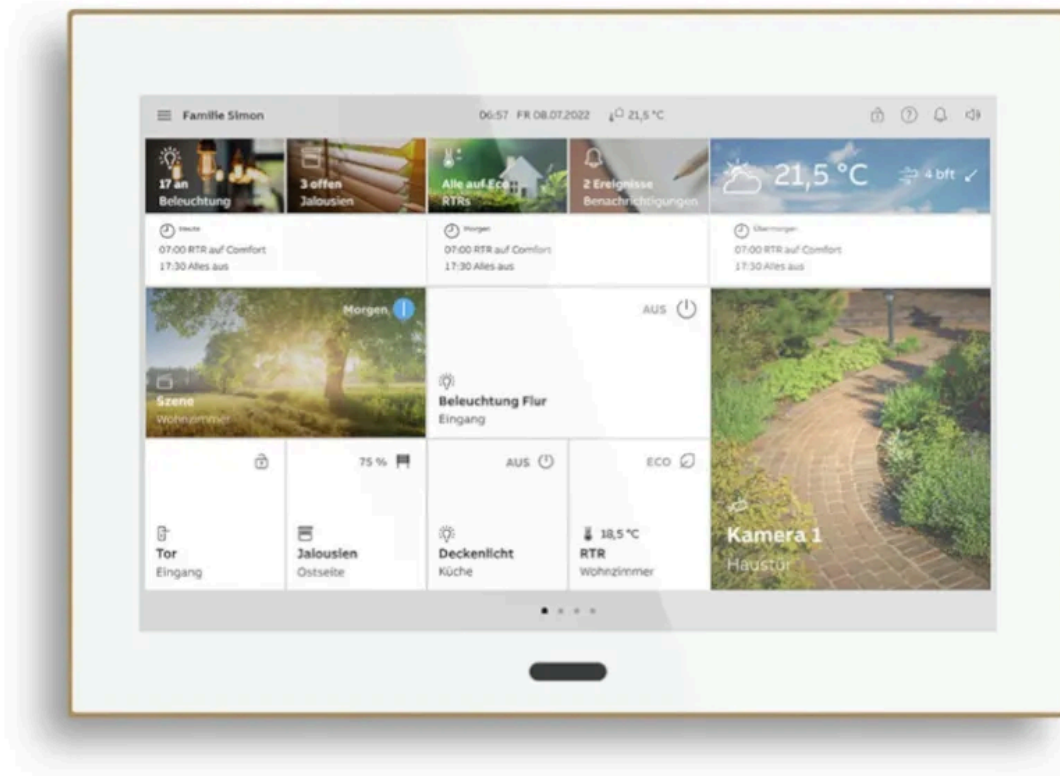 Familie Simon
06:57 FR 08.07.2022 21,5 °C
17 an
Beleuchtung
3 offen
Jalousien
Alle auf Eco
RTRs
2 Ereignisse
Benachrichtigungen
21,5 °C
4 bft
Heute
07:00 RTR auf Comfort
17:30 Alles aus
Morgen
07:00 RTR auf Comfort
17:30 Alles aus
Übermorgen
07:00 RTR auf Comfort
17:30 Alles aus
Morgen
Szene
Wohnzimmer
AUS
Beleuchtung Flur
Eingang
Kamera 1
Haustür
Tor
Eingang
75 %
Jalousien
Ostseite
AUS
Deckenlicht
Küche
ECO
18,5 °C
RTR
Wohnzimmer